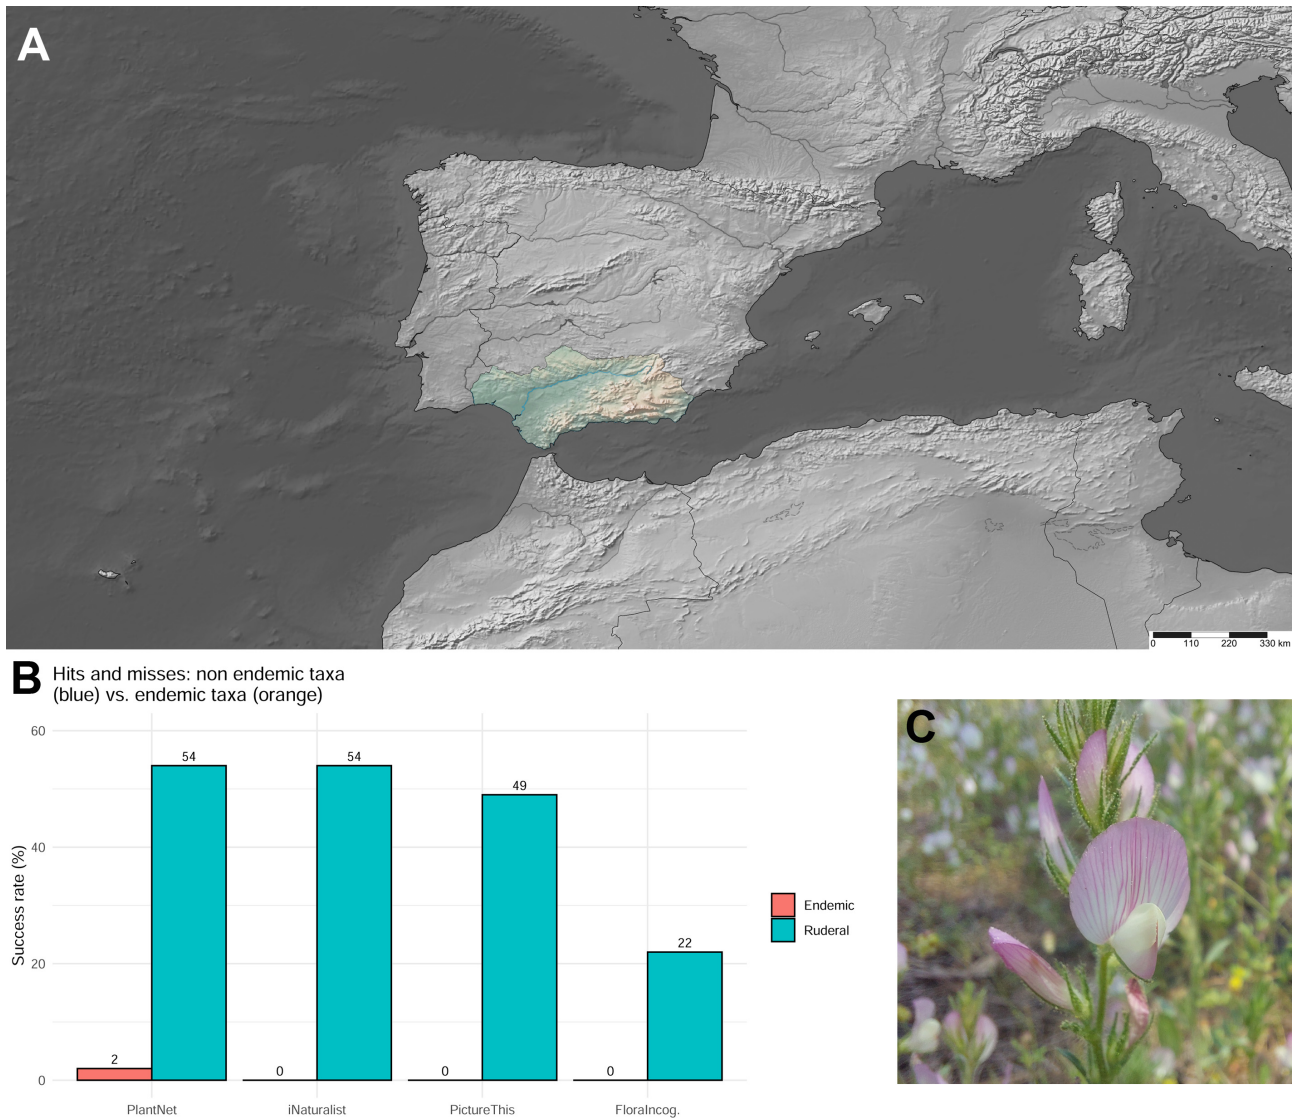 A
0 110 220 330 km
B Hits and misses: non endemic taxa
(blue) vs. endemic taxa (orange)
60
40
20
0
Success rate (%)
2
54
0
54
0
49
0
22
PlantNet
iNaturalist
PictureThis
FloraIncog.
Endemic
Ruderal
C